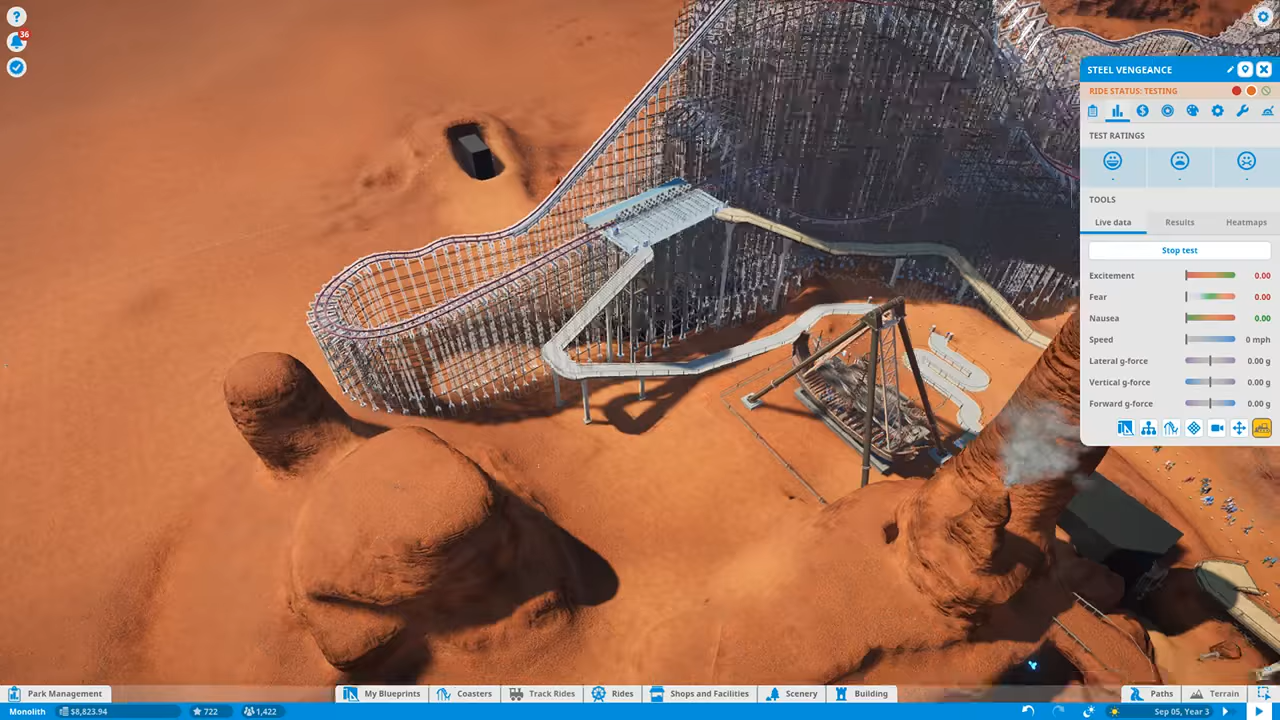 ?
36
STEEL VENGEANCE
RIDE STATUS: TESTING
TEST RATINGS
- - -
TOOLS
Live data Results Heatmaps
Stop test
Excitement 0.00
Fear 0.00
Nausea 0.00
Speed 0 mph
Lateral g-force 0.00 g
Vertical g-force 0.00 g
Forward g-force 0.00 g
Park Management My Blueprints Coasters Track Rides Rides Shops and Facilities Scenery Building Paths Terrain
Monolith $8,823.94 722 1,422 Sep 05, Year 3